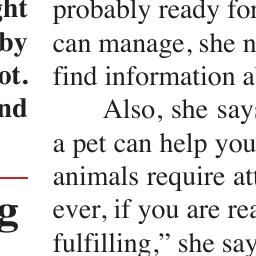 ght
by
ot.
nd
g
probably ready for
can manage, she n
find information a
Also, she says
a pet can help you
animals require att
ever, if you are rea
fulfilling,” she say